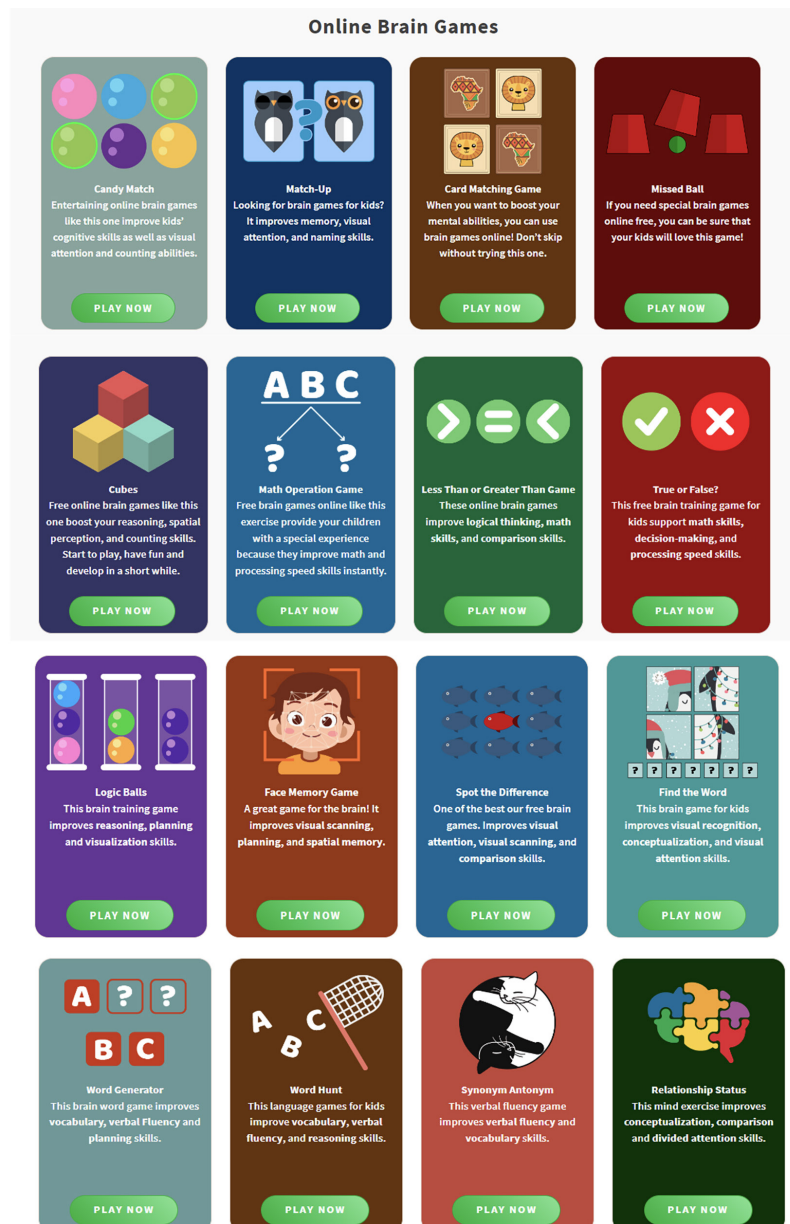 Online Brain Games
Candy Match
Entertaining online brain games
like this one improve kids'
cognitive skills as well as visual
attention and counting abilities.
PLAY NOW
?
Match-Up
Looking for brain games for kids?
It improves memory, visual
attention, and naming skills.
PLAY NOW
Card Matching Game
When you want to boost your
mental abilities, you can use
brain games online! Don't skip
without trying this one.
PLAY NOW
Missed Ball
If you need special brain games
online free, you can be sure that
your kids will love this game!
PLAY NOW
Cubes
Free online brain games like this
one boost your reasoning, spatial
perception, and counting skills.
Start to play, have fun and
develop in a short while.
PLAY NOW
A B C
? ?
Math Operation Game
Free brain games online like this
exercise provide your children
with a special experience
because they improve math and
processing speed skills instantly.
PLAY NOW
> = <
Less Than or Greater Than Game
These online brain games
improve logical thinking, math
skills, and comparison skills.
PLAY NOW
True or False?
This free brain training game for
kids support math skills,
decision-making, and
processing speed skills.
PLAY NOW
Logic Balls
This brain training game
improves reasoning, planning
and visualization skills.
PLAY NOW
Face Memory Game
A great game for the brain! It
improves visual scanning,
planning, and spatial memory.
PLAY NOW
Spot the Difference
One of the best our free brain
games. Improves visual
attention, visual scanning, and
comparison skills.
PLAY NOW
? ? ? ? ? ? ?
Find the Word
This brain game for kids
improves visual recognition,
conceptualization, and visual
attention skills.
PLAY NOW
A ? ?
B C
Word Generator
This brain word game improves
vocabulary, verbal Fluency and
planning skills.
PLAY NOW
A B C
Word Hunt
This language games for kids
improve vocabulary, verbal
fluency, and reasoning skills.
PLAY NOW
Synonym Antonym
This verbal fluency game
improves verbal fluency and
vocabulary skills.
PLAY NOW
Relationship Status
This mind exercise improves
conceptualization, comparison
and divided attention skills.
PLAY NOW